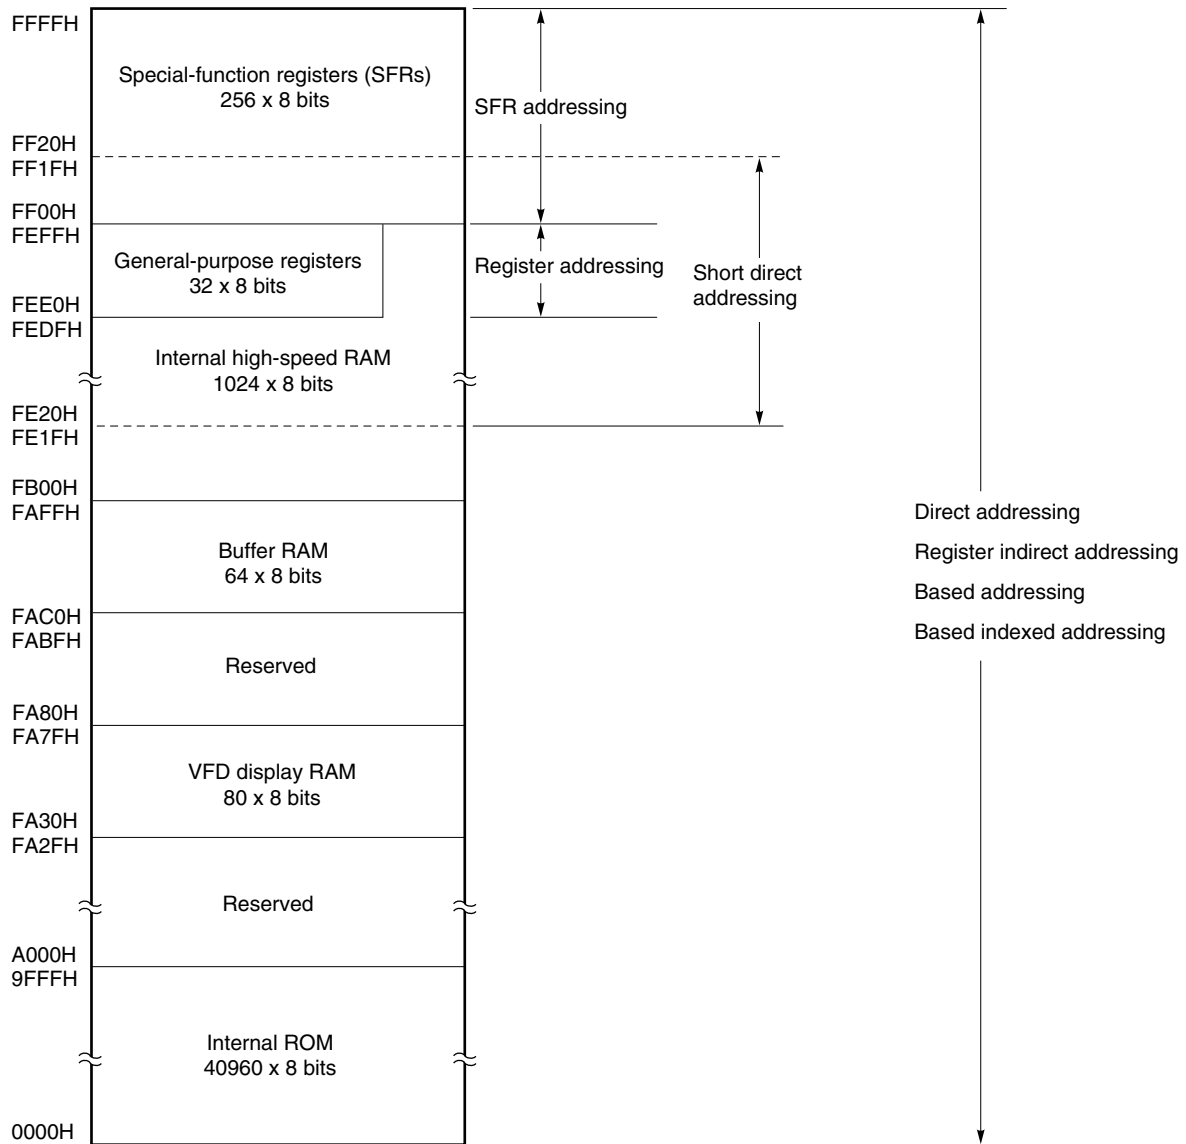 FFFFH
Special-function registers (SFRs)
256 x 8 bits
SFR addressing
FF20H
FF1FH
FF00H
FEFFH
General-purpose registers
32 x 8 bits
Register addressing
Short direct
addressing
FEE0H
FEDFH
Internal high-speed RAM
1024 x 8 bits
FE20H
FE1FH
FB00H
FAFFH
Direct addressing
Register indirect addressing
Based addressing
Based indexed addressing
Buffer RAM
64 x 8 bits
FAC0H
FABFH
Reserved
FA80H
FA7FH
VFD display RAM
80 x 8 bits
FA30H
FA2FH
Reserved
A000H
9FFFH
Internal ROM
40960 x 8 bits
0000H